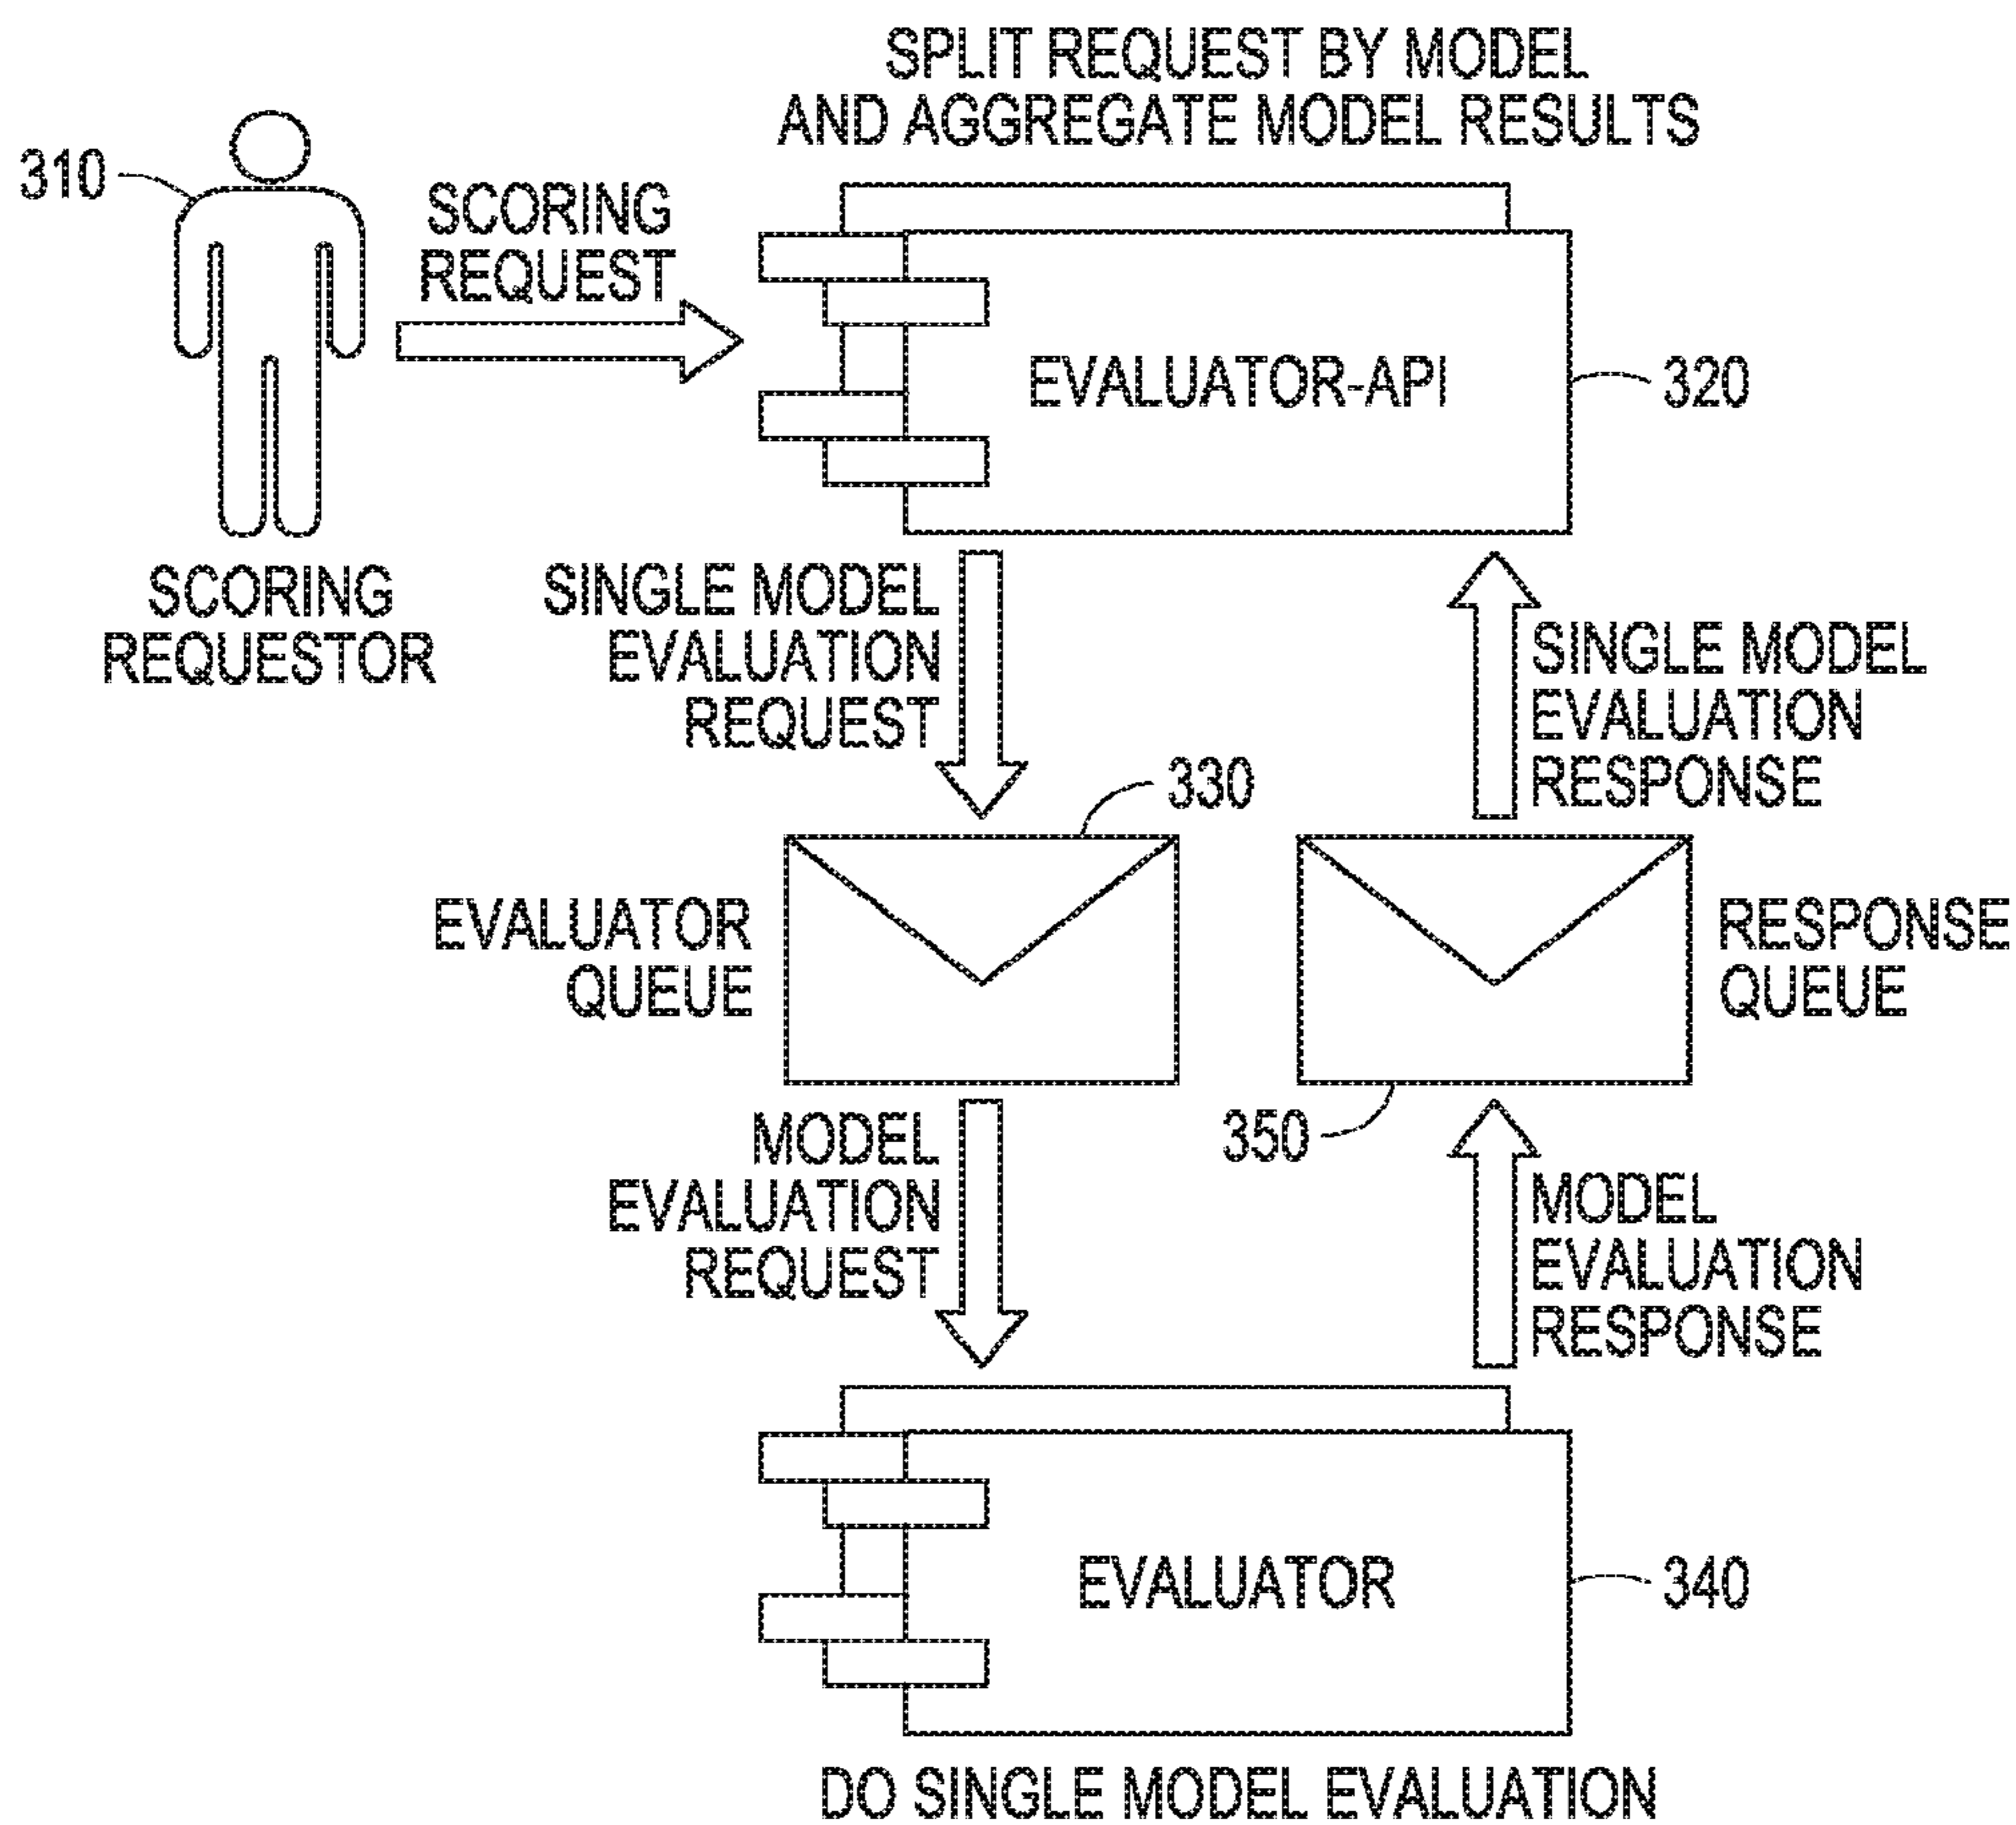 SPLIT REQUEST BY MODEL
AND AGGREGATE MODEL RESULTS
310
SCORING
REQUEST
EVALUATOR-API
320
SCORING
REQUESTOR
SINGLE MODEL
EVALUATION
REQUEST
SINGLE MODEL
EVALUATION
RESPONSE
330
EVALUATOR
QUEUE
RESPONSE
QUEUE
350
MODEL
EVALUATION
REQUEST
MODEL
EVALUATION
RESPONSE
EVALUATOR
340
DO SINGLE MODEL EVALUATION